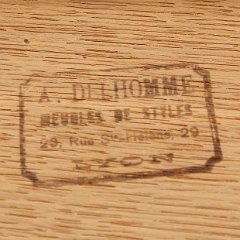 A. DELHOMME
MEUBLES DE STYLES
29, Rue Ste-Hélène, 29
LYON